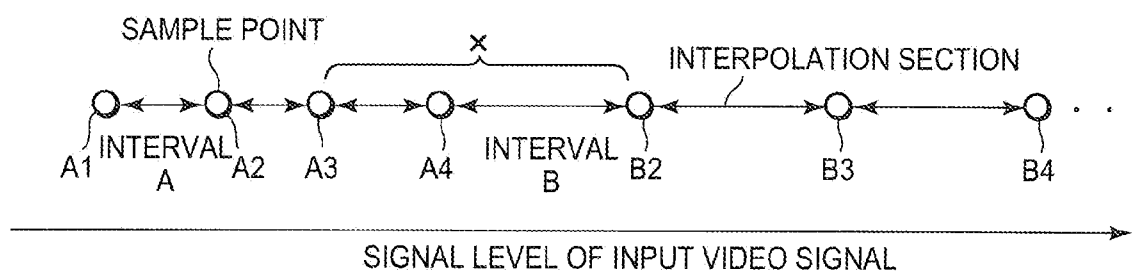 SAMPLE POINT
x
INTERPOLATION SECTION
A1
INTERVAL
A
A2
A3
A4
INTERVAL
B
B2
B3
B4
SIGNAL LEVEL OF INPUT VIDEO SIGNAL